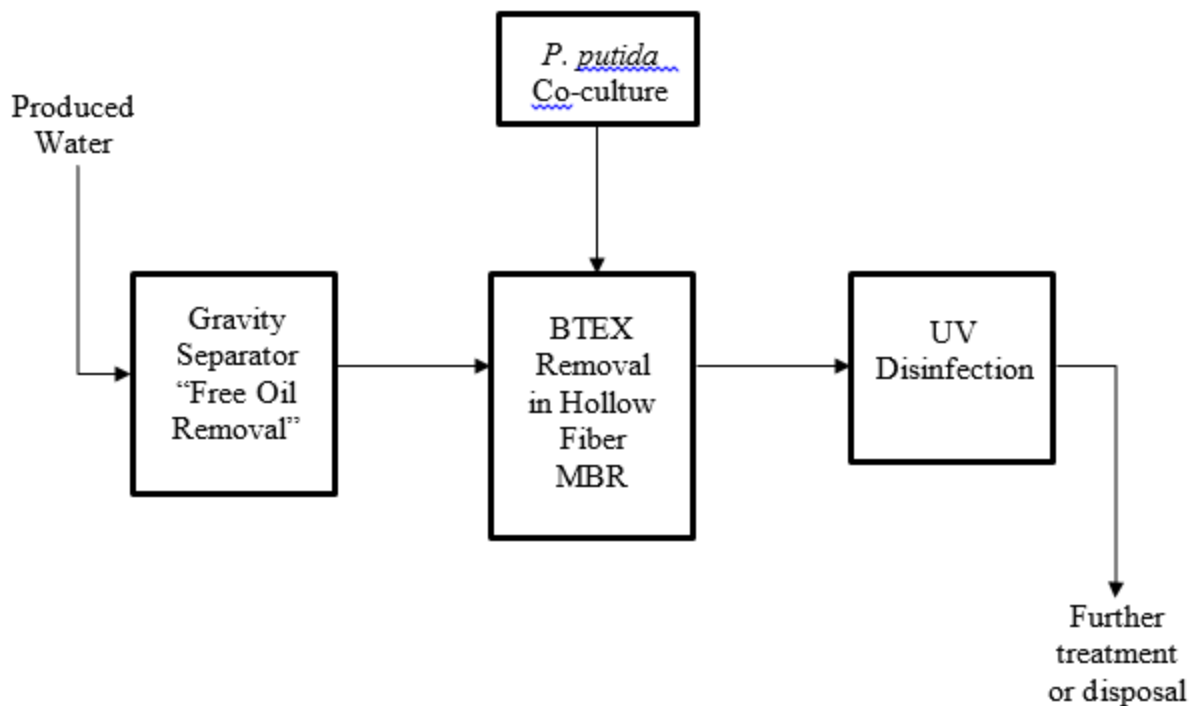 P. putida
Co-culture
Produced
Water
Gravity
Separator
“Free Oil
Removal”
BTEX
Removal
in Hollow
Fiber
MBR
UV
Disinfection
Further
treatment
or disposal